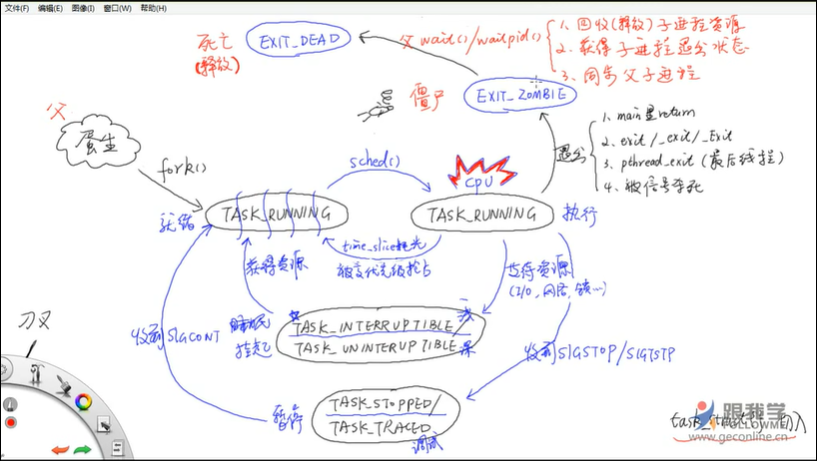 文件(F) 编辑(E) 图像(I) 窗口(W) 帮助(H)
死亡
(释放)
EXIT_DEAD
父 wait()/waitpid()
1、回收(释放)子进程资源
2、获得子进程退出状态
3、同步父子进程
僵尸
EXIT_ZOMBIE
父
蛋生
fork()
退出
1、main里return
2、exit/_exit/_Exit
3、pthread_exit(最后线程)
4、被信号杀死
sched()
CPU
就绪
TASK_RUNNING
TASK_RUNNING
执行
time_slice耗光
被高优先级抢占
获得资源
等待资源
(I/O、网络、锁…)
睡眠
挂起
TASK_INTERRUPTIBLE/
TASK_UNINTERUPTIBLE
浅
深
收到SIGCONT
收到SIGSTOP/SIGTSTP
暂停
TASK_STOPPED/
TASK_TRACED
刀叉
跟我学
FOLLOWME
www.geconline.cn